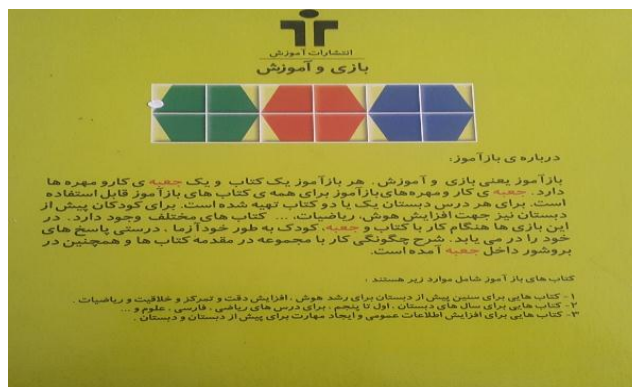 انتشارات آموزش
بازی و آموزش
درباره ی بازآموز:
بازآموز یعنی بازی و آموزش. هر بازآموز یک کتاب و یک جعبه ی کارو مهره ها
دارد. جعبه ی کار ومهره‌های‌بازآموز برای همه ی کتاب های بازآموز قابل استفاده
است. برای هر درس دبستان یک یا دو کتاب تهیه شده است. برای کودکان پیش از
دبستان نیز جهت افزایش هوش، ریاضیات، ... کتاب های مختلف وجود دارد. در
این بازی ها هنگام کار با کتاب و جعبه، کودک به طور خودآزما، درستی پاسخ های
خود را در می یابد. شرح چگونگی کار با مجموعه در مقدمه کتاب ها و همچنین در
بروشور داخل جعبه آمده است.
کتاب های باز آموز شامل موارد زیر هستند :
۱- کتاب هایی برای سنین پیش از دبستان برای رشد هوش ، افزایش دقت و تمرکز و خلاقیت و ریاضیات .
۲- کتاب هایی برای سال های دبستان ، اول تا پنجم ، برای درس های ریاضی ، فارسی ، علوم و ...
۳- کتاب هایی برای افزایش اطلاعات عمومی و ایجاد مهارت برای پیش از دبستان و دبستان .